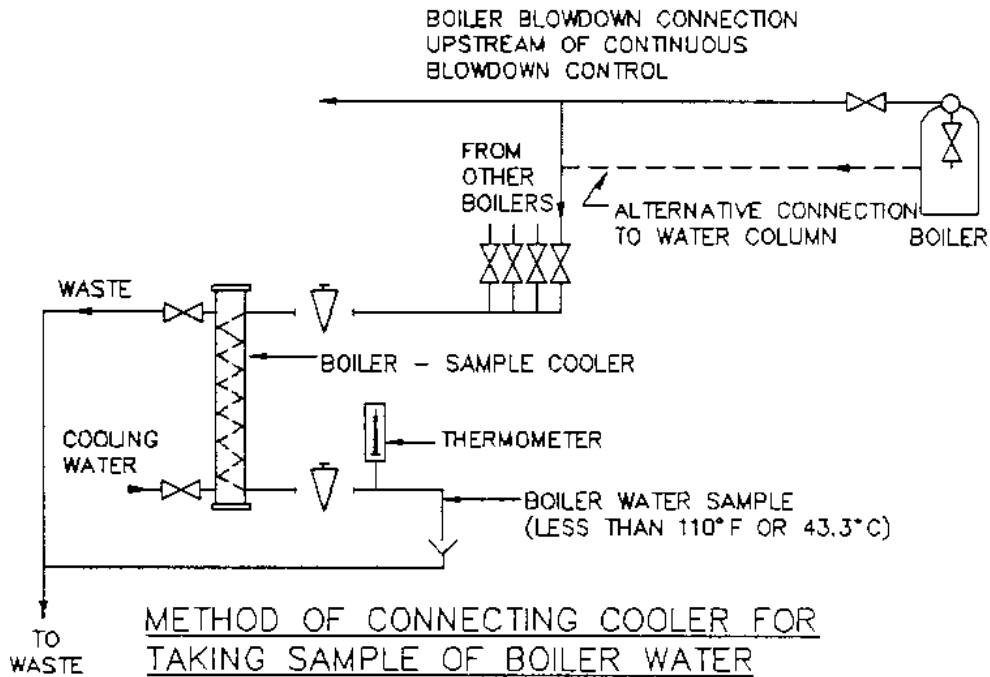 BOILER BLOWDOWN CONNECTION
UPSTREAM OF CONTINUOUS
BLOWDOWN CONTROL
FROM
OTHER
BOILERS
ALTERNATIVE CONNECTION
TO WATER COLUMN
BOILER
WASTE
BOILER - SAMPLE COOLER
COOLING
WATER
THERMOMETER
BOILER WATER SAMPLE
(LESS THAN 110°F OR 43.3°C)
TO
WASTE
METHOD OF CONNECTING COOLER FOR
TAKING SAMPLE OF BOILER WATER